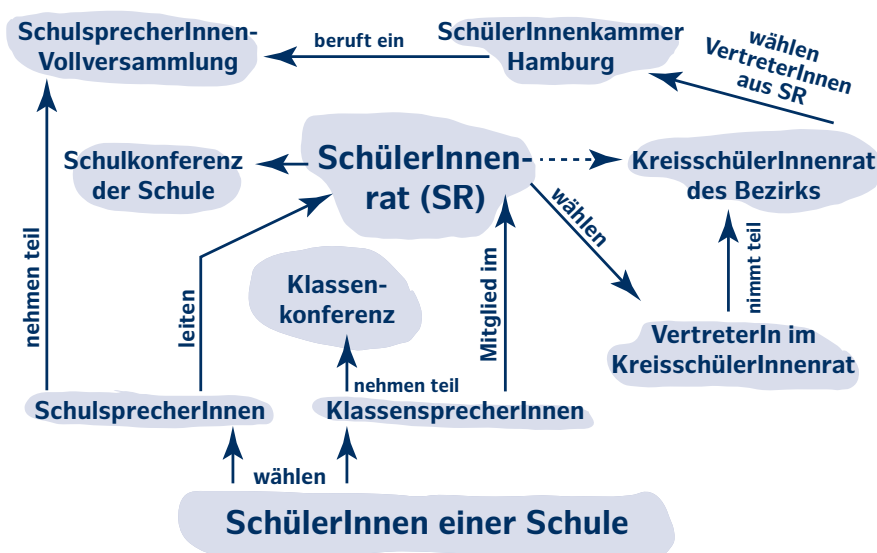 SchulsprecherInnen-
Vollversammlung
beruft ein
SchülerInnenkammer
Hamburg
wählen
VertreterInnen
aus SR
Schulkonferenz
der Schule
SchülerInnen-
rat (SR)
KreisschülerInnenrat
des Bezirks
nehmen teil
leiten
Klassen-
konferenz
Mitglied im
wählen
nimmt teil
VertreterIn im
KreisschülerInnenrat
nehmen teil
SchulsprecherInnen
KlassensprecherInnen
wählen
SchülerInnen einer Schule